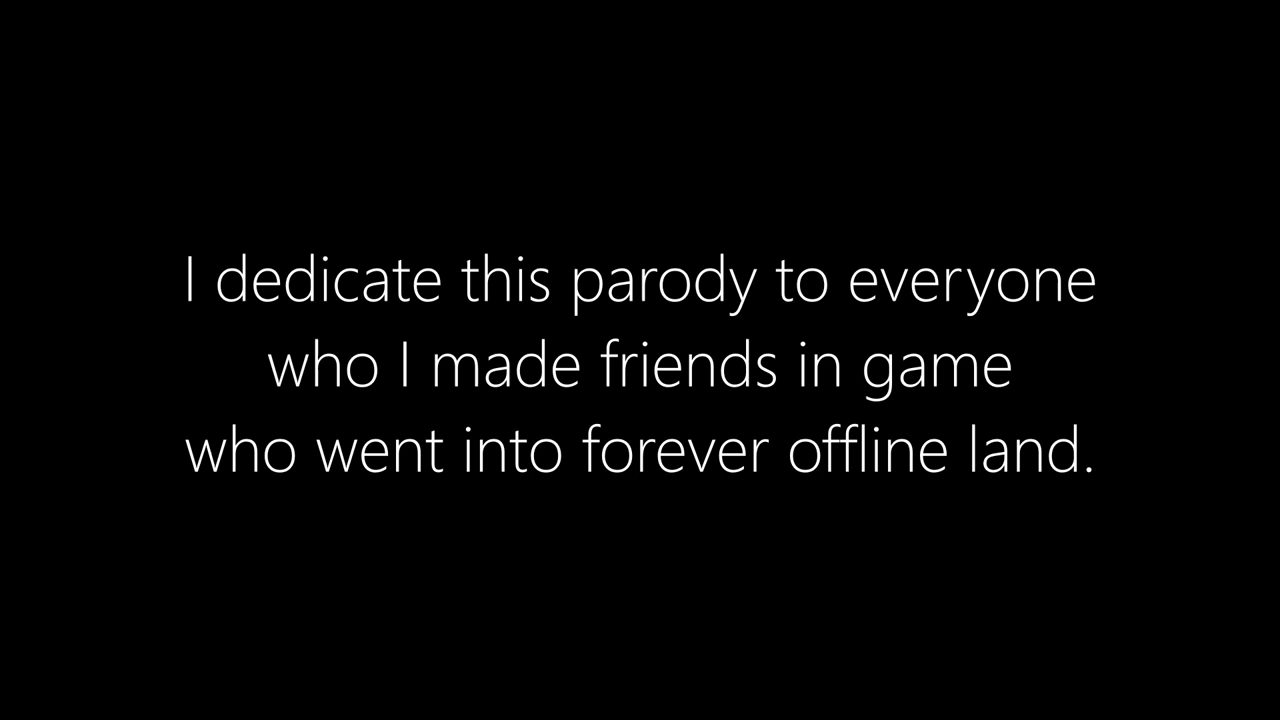 I dedicate this parody to everyone
who I made friends in game
who went into forever offline land.